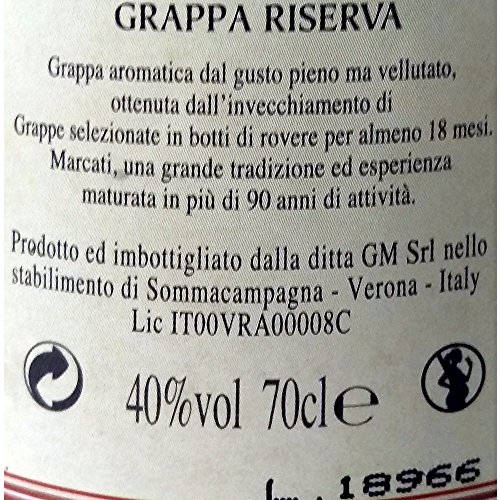 GRAPPA RISERVA
Grappa aromatica dal gusto pieno ma vellutato,
ottenuta dall'invecchiamento di
Grappe selezionate in botti di rovere per almeno 18 mesi.
Marcati, una grande tradizione ed esperienza
maturata in più di 90 anni di attività.
Prodotto ed imbottigliato dalla ditta GM Srl nello
stabilimento di Sommacampagna - Verona - Italy
Lic IT00VRA00008C
40%vol 70cl℮
18966